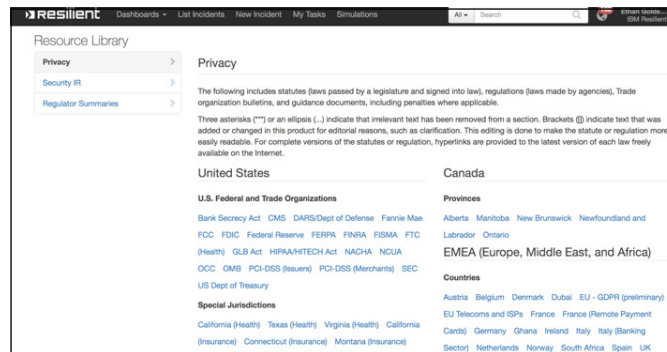 Resilient Dashboards List Incidents New Incident My Tasks Simulations All Search Ethan Golds...
IBM Resilient
Resource Library
Privacy
Security IR
Regulator Summaries
Privacy
The following includes statutes (laws passed by a legislature and signed into law), regulations (laws made by agencies), Trade
organization bulletins, and guidance documents, including penalties where applicable.
Three asterisks (***) or an ellipsis (...) indicate that irrelevant text has been removed from a section. Brackets ([]) indicate text that was
added or changed in this product for editorial reasons, such as clarification. This editing is done to make the statute or regulation more
easily readable. For complete versions of the statutes or regulation, hyperlinks are provided to the latest version of each law freely
available on the Internet.
United States
U.S. Federal and Trade Organizations
Bank Secrecy Act CMS DARS/Dept of Defense Fannie Mae
FCC FDIC Federal Reserve FERPA FINRA FISMA FTC
(Health) GLB Act HIPAA/HITECH Act NACHA NCUA
OCC OMB PCI-DSS (Issuers) PCI-DSS (Merchants) SEC
US Dept of Treasury
Special Jurisdictions
California (Health) Texas (Health) Virginia (Health) California
(Insurance) Connecticut (Insurance) Montana (Insurance)
Canada
Provinces
Alberta Manitoba New Brunswick Newfoundland and
Labrador Ontario
EMEA (Europe, Middle East, and Africa)
Countries
Austria Belgium Denmark Dubai EU - GDPR (preliminary)
EU Telecoms and ISPs France France (Remote Payment
Cards) Germany Ghana Ireland Italy Italy (Banking
Sector) Netherlands Norway South Africa Spain UK